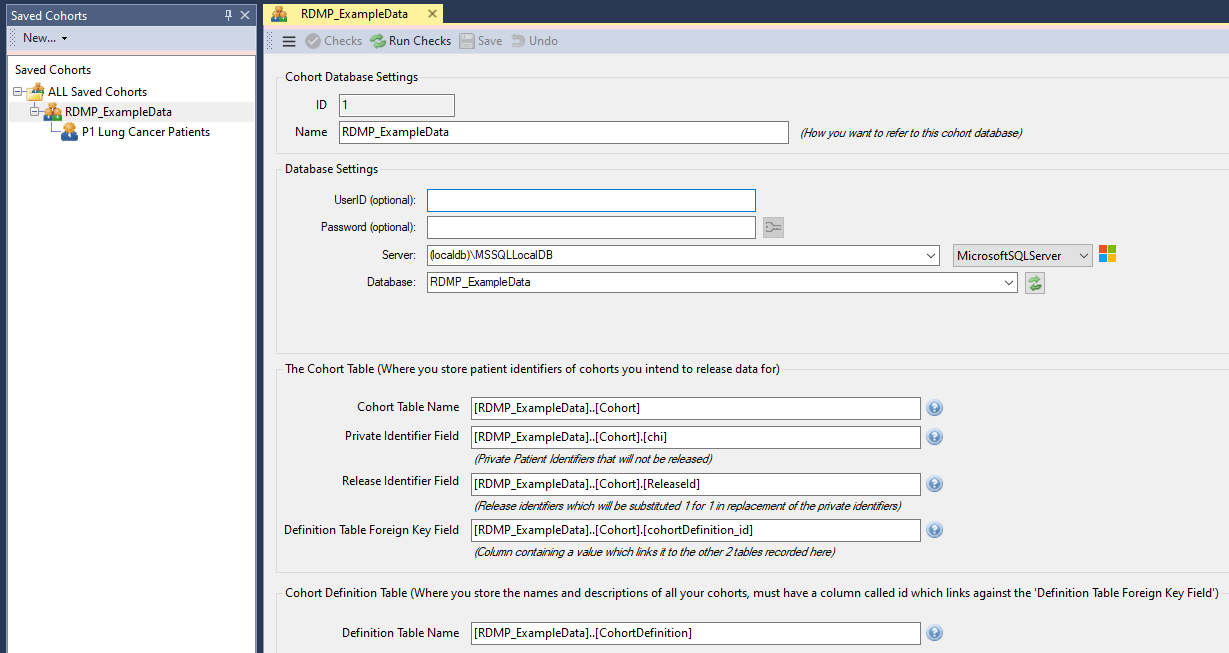 Saved Cohorts
New...
Saved Cohorts
ALL Saved Cohorts
RDMP_ExampleData
P1 Lung Cancer Patients
RDMP_ExampleData
Checks Run Checks Save Undo
Cohort Database Settings
ID 1
Name RDMP_ExampleData (How you want to refer to this cohort database)
Database Settings
UserID (optional):
Password (optional):
Server: (localdb)\MSSQLLocalDB MicrosoftSQLServer
Database: RDMP_ExampleData
The Cohort Table (Where you store patient identifiers of cohorts you intend to release data for)
Cohort Table Name [RDMP_ExampleData]..[Cohort]
Private Identifier Field [RDMP_ExampleData]..[Cohort].[chi]
(Private Patient Identifiers that will not be released)
Release Identifier Field [RDMP_ExampleData]..[Cohort].[ReleaseId]
(Release identifiers which will be substituted 1 for 1 in replacement of the private identifiers)
Definition Table Foreign Key Field [RDMP_ExampleData]..[Cohort].[cohortDefinition_id]
(Column containing a value which links it to the other 2 tables recorded here)
Cohort Definition Table (Where you store the names and descriptions of all your cohorts, must have a column called id which links against the 'Definition Table Foreign Key Field')
Definition Table Name [RDMP_ExampleData]..[CohortDefinition]